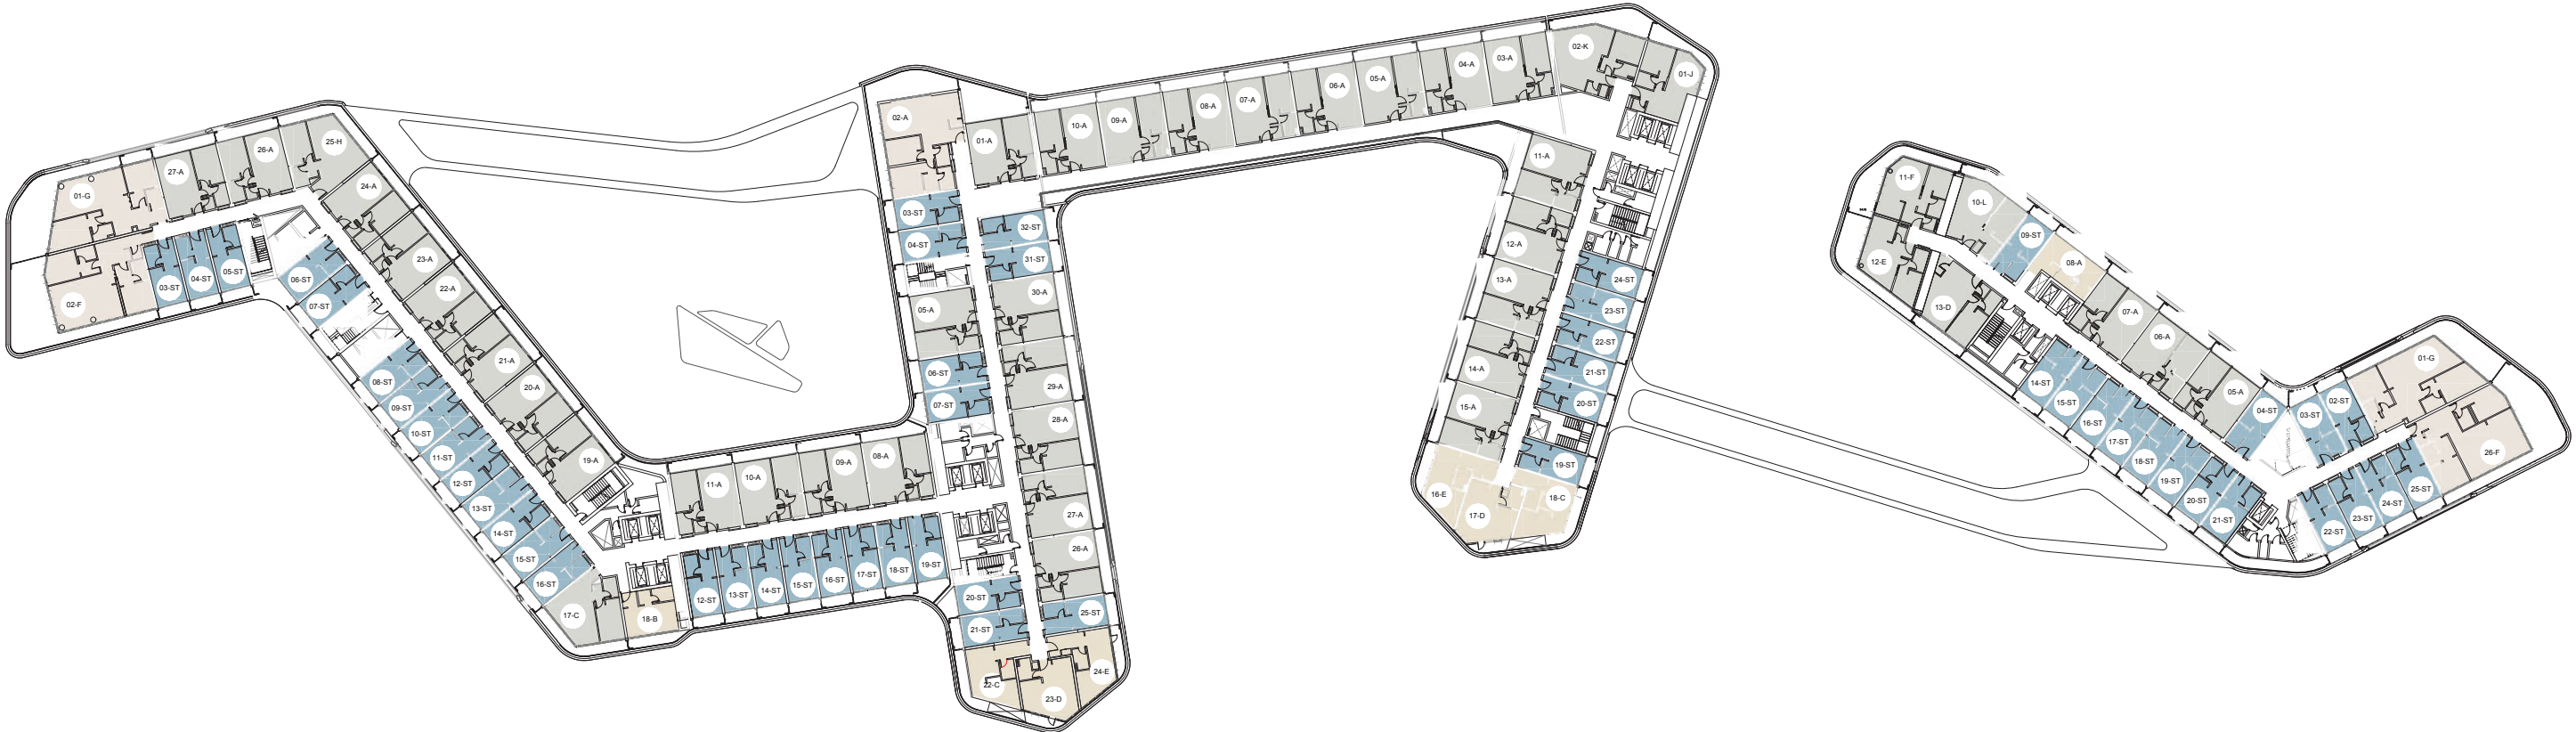 01-G
02-F
03-ST
04-ST
05-ST
06-ST
07-ST
08-ST
09-ST
10-ST
11-ST
12-ST
13-ST
14-ST
15-ST
16-ST
17-C
18-B
19-A
20-A
21-A
22-A
23-A
24-A
25-H
26-A
27-A
01-A
02-A
03-ST
04-ST
05-A
06-ST
07-ST
08-A
09-A
10-A
11-A
12-ST
13-ST
14-ST
15-ST
16-ST
17-ST
18-ST
19-ST
20-ST
21-ST
22-C
23-D
24-E
25-ST
26-A
27-A
28-A
29-A
30-A
31-ST
32-ST
01-J
02-K
03-A
04-A
05-A
06-A
07-A
08-A
09-A
10-A
11-A
12-A
13-A
14-A
15-A
16-E
17-D
18-C
19-ST
20-ST
21-ST
22-ST
23-ST
24-ST
01-G
02-ST
03-ST
04-ST
05-A
06-A
07-A
08-A
09-ST
10-L
11-F
12-E
13-D
14-ST
15-ST
16-ST
17-ST
18-ST
19-ST
20-ST
21-ST
22-ST
23-ST
24-ST
25-ST
26-F